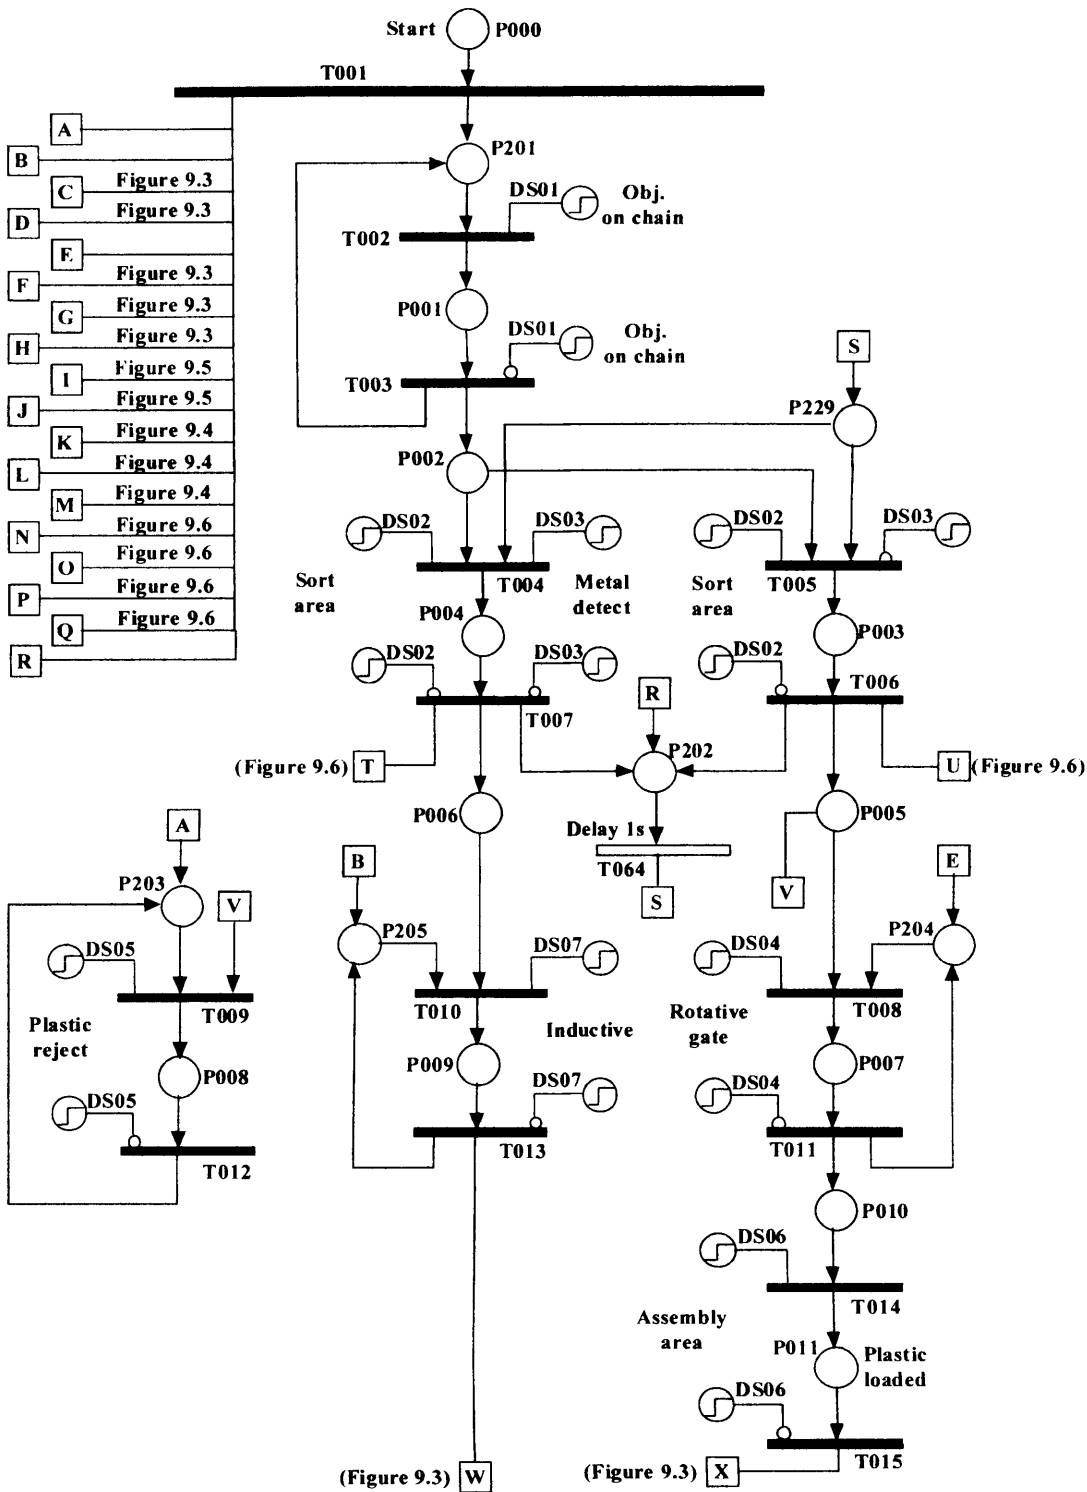 Start P000
T001
A
B
C Figure 9.3
D Figure 9.3
E
F Figure 9.3
G Figure 9.3
H Figure 9.3
I Figure 9.5
J Figure 9.5
K Figure 9.4
L Figure 9.4
M Figure 9.4
N Figure 9.6
O Figure 9.6
P Figure 9.6
Q Figure 9.6
R
P201
DS01 Obj.
on chain
T002
P001
DS01 Obj.
on chain
T003
S
P229
P002
DS02 DS03
T004
Sort
area
Metal
detect
DS02 DS03
T005
Sort
area
P004
P003
DS02 DS03
T007
DS02
T006
R
P202
(Figure 9.6) T
U (Figure 9.6)
P006
P005
Delay 1s
T064
S
V
A
P203
V
DS05
T009
Plastic
reject
P008
DS05
T012
B
P205
DS07
T010
Inductive
P009
DS07
T013
E
P204
DS04
T008
Rotative
gate
P007
DS04
T011
P010
DS06
T014
Assembly
area
P011 Plastic
loaded
DS06
T015
(Figure 9.3) W
(Figure 9.3) X